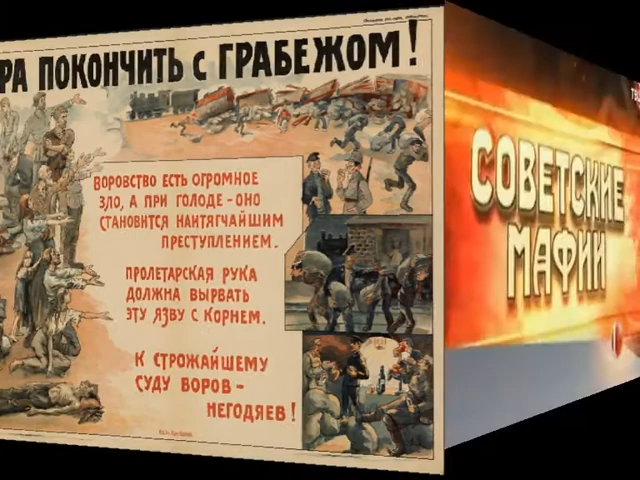 РА ПОКОНЧИТЬ с ГРАБЕЖОМ!
ВОРОВСТВО ЕСТЬ ОГРОМНОЕ
ЗЛО, А ПРИ ГОЛОДЕ - ОНО
СТАНОВИТСЯ НАИТЯГЧАЙШИМ
ПРЕСТУПЛЕНИЕМ.
ПРОЛЕТАРСКАЯ РУКА
ДОЛЖНА ВЫРВАТЬ
ЭТУ ЯЗВУ С КОРНЕМ.
К СТРОЖАЙШЕМУ
СУДУ ВОРОВ -
НЕГОДЯЕВ!
СОВЕТСКИЕ
МАФИИ